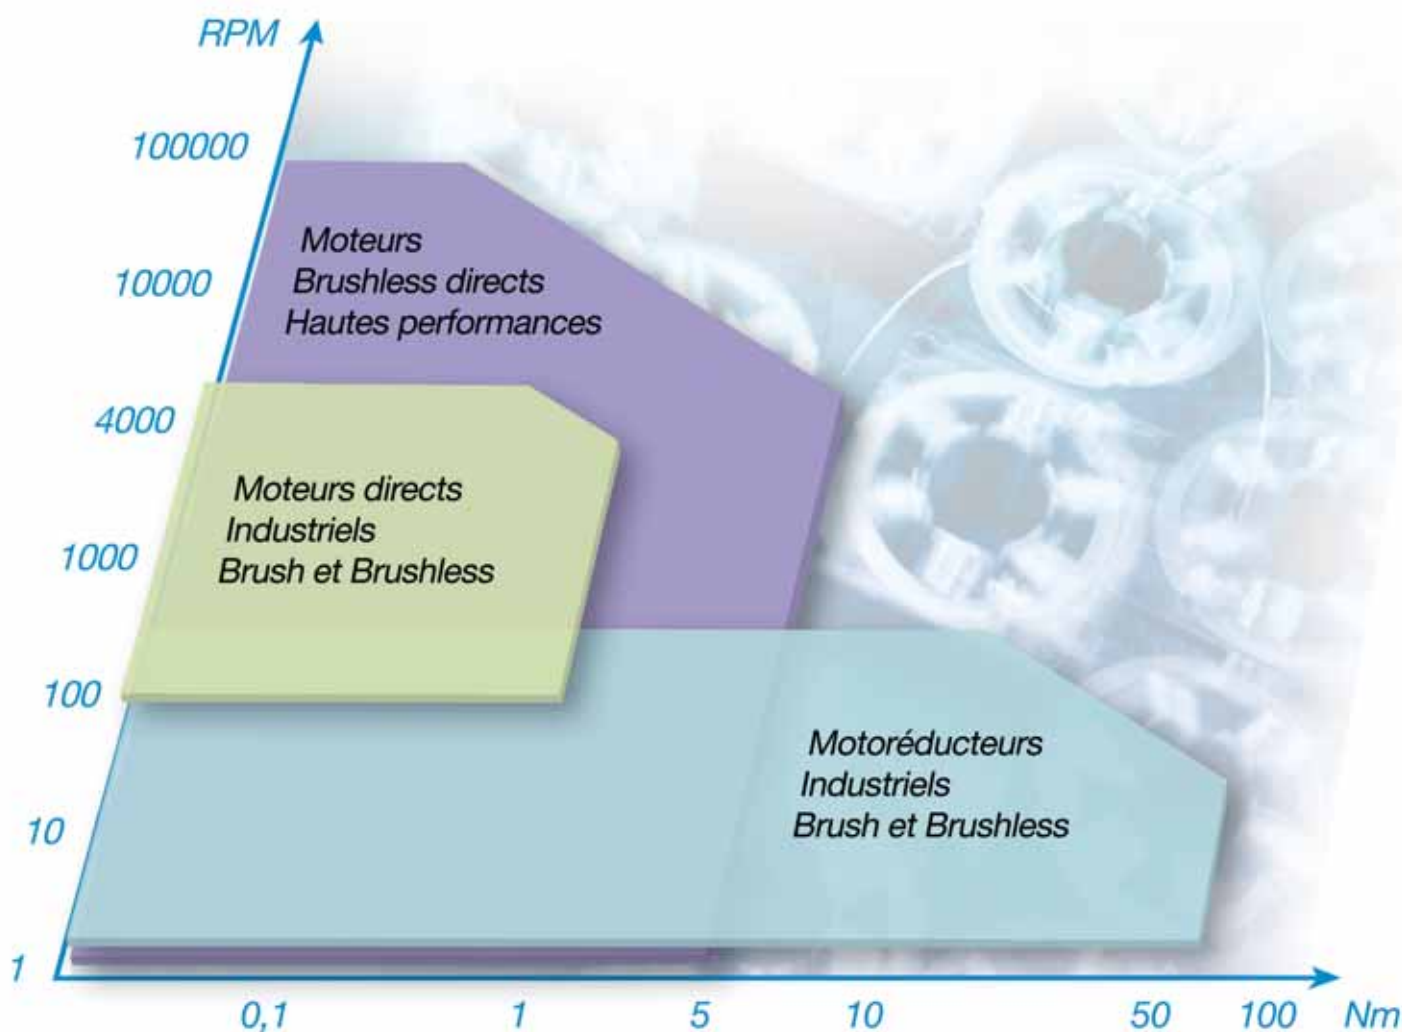 RPM
100000
Moteurs
Brushless directs
Hautes performances
10000
4000
Moteurs directs
Industriels
Brush et Brushless
1000
100
Motoréducteurs
Industriels
Brush et Brushless
10
1
0,1 1 5 10 50 100 Nm